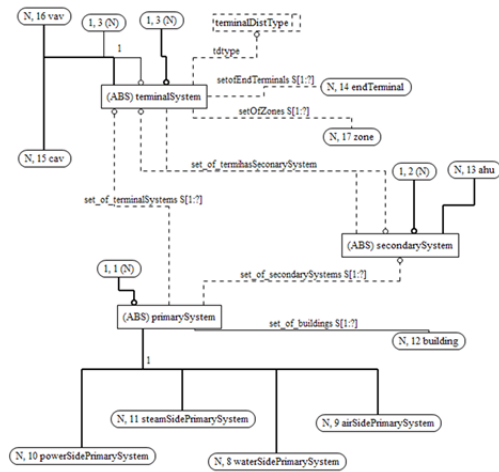 N, 16 vav
1, 3 (N)
1, 3 (N)
terminalDistType
1
tdtype
(ABS) terminalSystem
setofEndTerminals S[1:?]
N, 14 endTerminal
setOfZones S[1:?]
N, 17 zone
N, 15 cav
set_of_termihasSeconarySystem
1, 2 (N)
N, 13 ahu
set_of_terminalSystems S[1:?]
(ABS) secondarySystem
1, 1 (N)
set_of_secondarySystems S[1:?]
(ABS) primarySystem
set_of_buildings S[1:?]
N, 12 building
1
N, 11 steamSidePrimarySystem
N, 9 airSidePrimarySystem
N, 10 powerSidePrimarySystem
N, 8 waterSidePrimarySystem